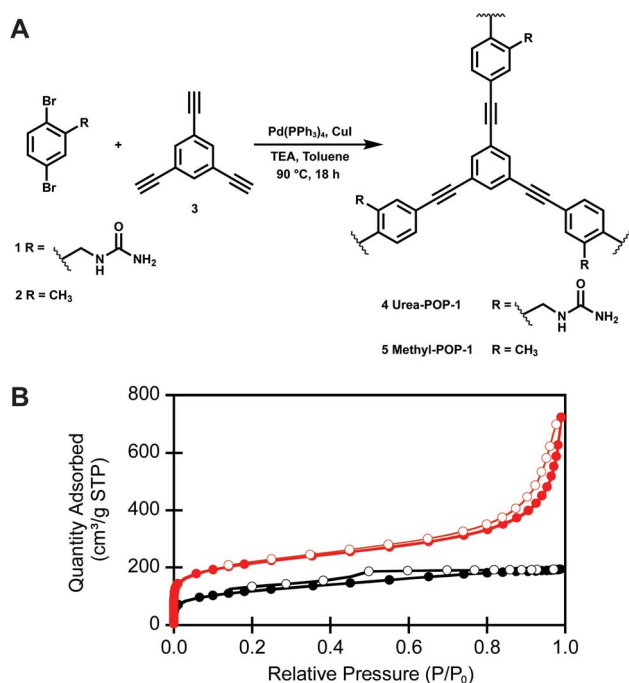 A
Br
R
Br
+
3
Pd(PPh₃)₄, CuI
TEA, Toluene
90 °C, 18 h
R
R
R
1 R =
O
N
H
NH₂
2 R = CH₃
4 Urea-POP-1 R =
O
N
H
NH₂
5 Methyl-POP-1 R = CH₃
B
Quantity Adsorbed
(cm³/g STP)
800
600
400
200
0
0.0 0.2 0.4 0.6 0.8 1.0
Relative Pressure (P/P₀)